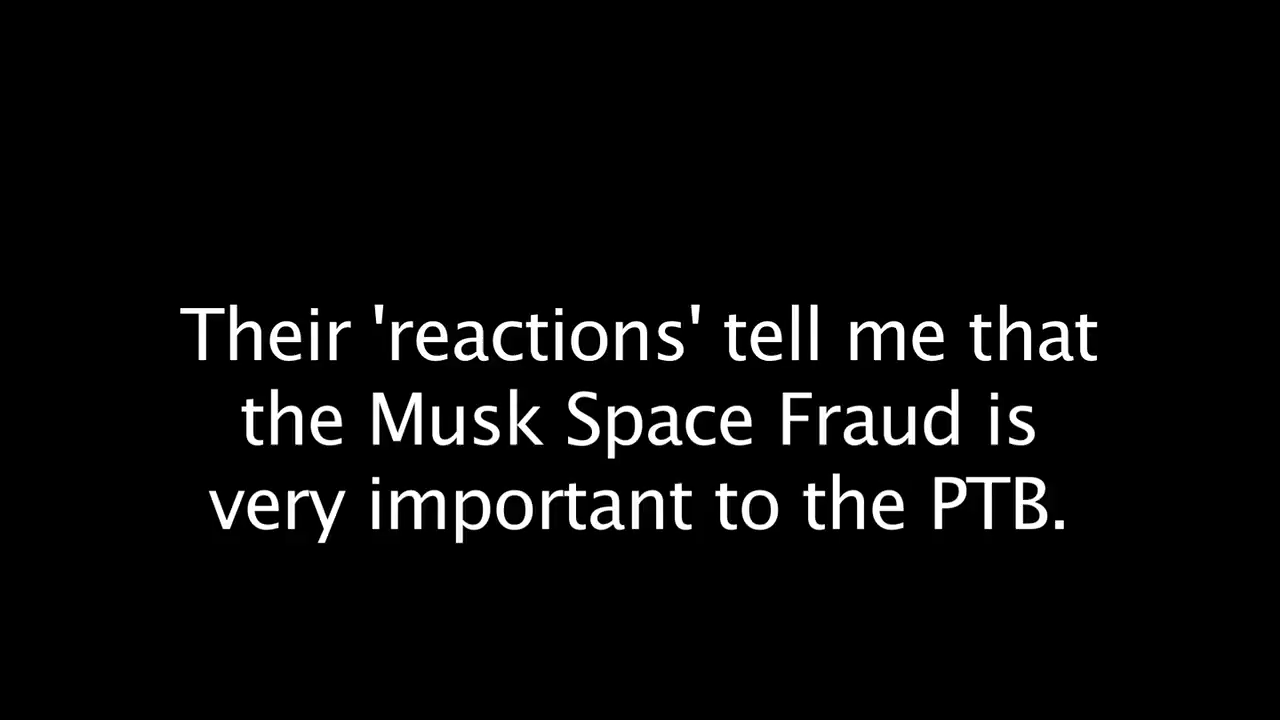 Their 'reactions' tell me that
the Musk Space Fraud is
very important to the PTB.